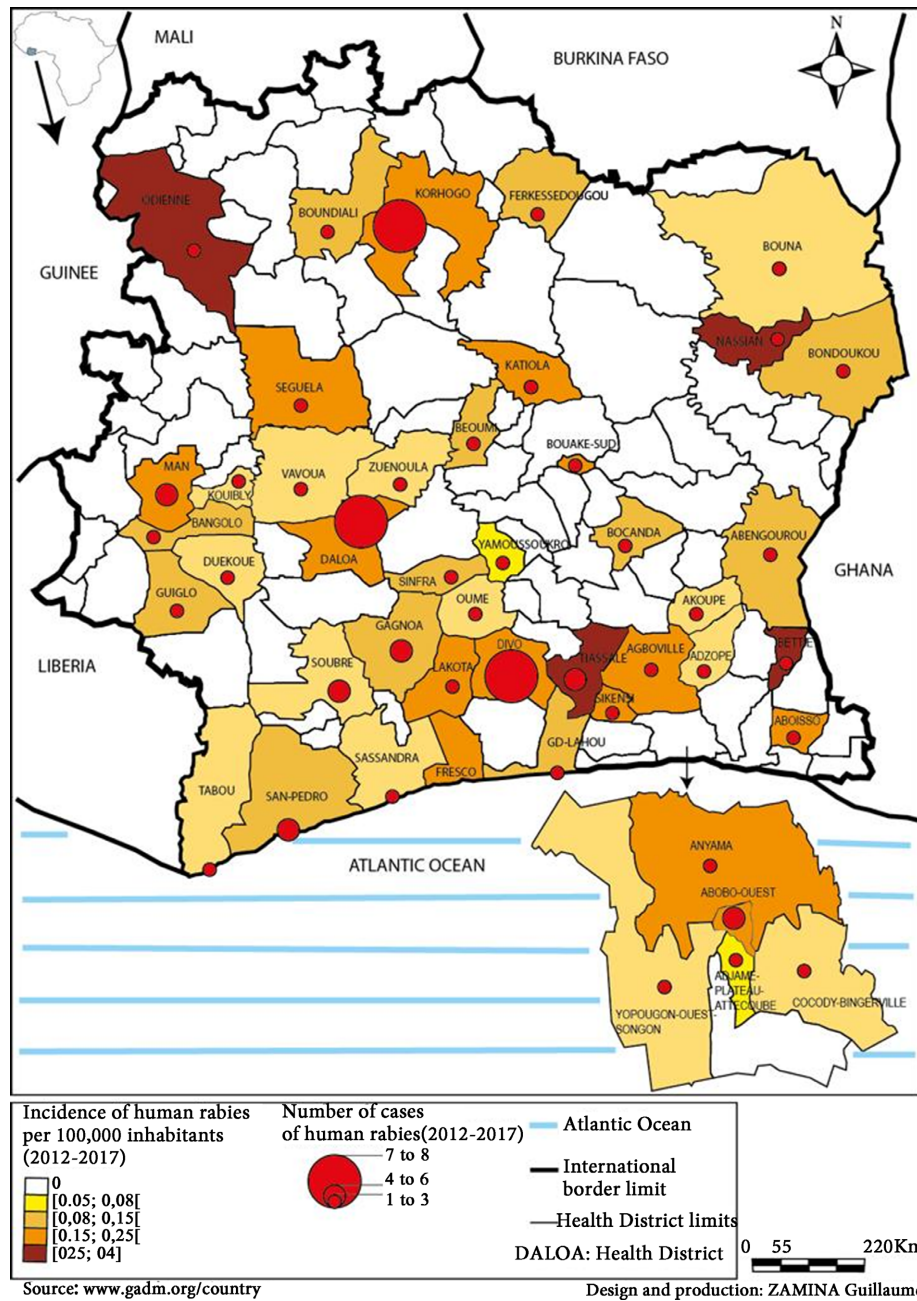 MALI
N
BURKINA FASO
ODIENNE
KORHOGO
FERKESSEDOUGOU
BOUNDIALI
BOUNA
GUINEE
NASSIAN
BONDOUKOU
KATIOLA
SEGUELA
BEOUMI
BOUAKE-SUD
MAN
ZUENOULA
VAVOUA
KOUIBLY
BANGOLO
BOCANDA
ABENGOUROU
YAMOUSSOUKRO
DUEKOUE
DALOA
GHANA
SINFRA
GUIGLO
OUME
AKOUPE
GAGNOA
DIVO
BETTIE
AGBOVILLE
ADZOPE
TIASSALE
LIBERIA
SOUBRE
LAKOTA
SIKENSI
ABOISSO
GD-LAHOU
SASSANDRA
FRESCO
TABOU
SAN-PEDRO
ANYAMA
ATLANTIC OCEAN
ABOBO-OUEST
ADJAME-
PLATEAU-
ATTECOUBE
COCODY-BINGERVILLE
YOPOUGON-OUEST-
SONGON
Incidence of human rabies
per 100,000 inhabitants
(2012-2017)
0
[0.05; 0,08[
[0,08; 0,15[
[0.15; 0,25[
[025; 04]
Number of cases
of human rabies(2012-2017)
7 to 8
4 to 6
1 to 3
Atlantic Ocean
International
border limit
Health District limits
DALOA: Health District
0 55 220Km
Source: www.gadm.org/country
Design and production: ZAMINA Guillaume